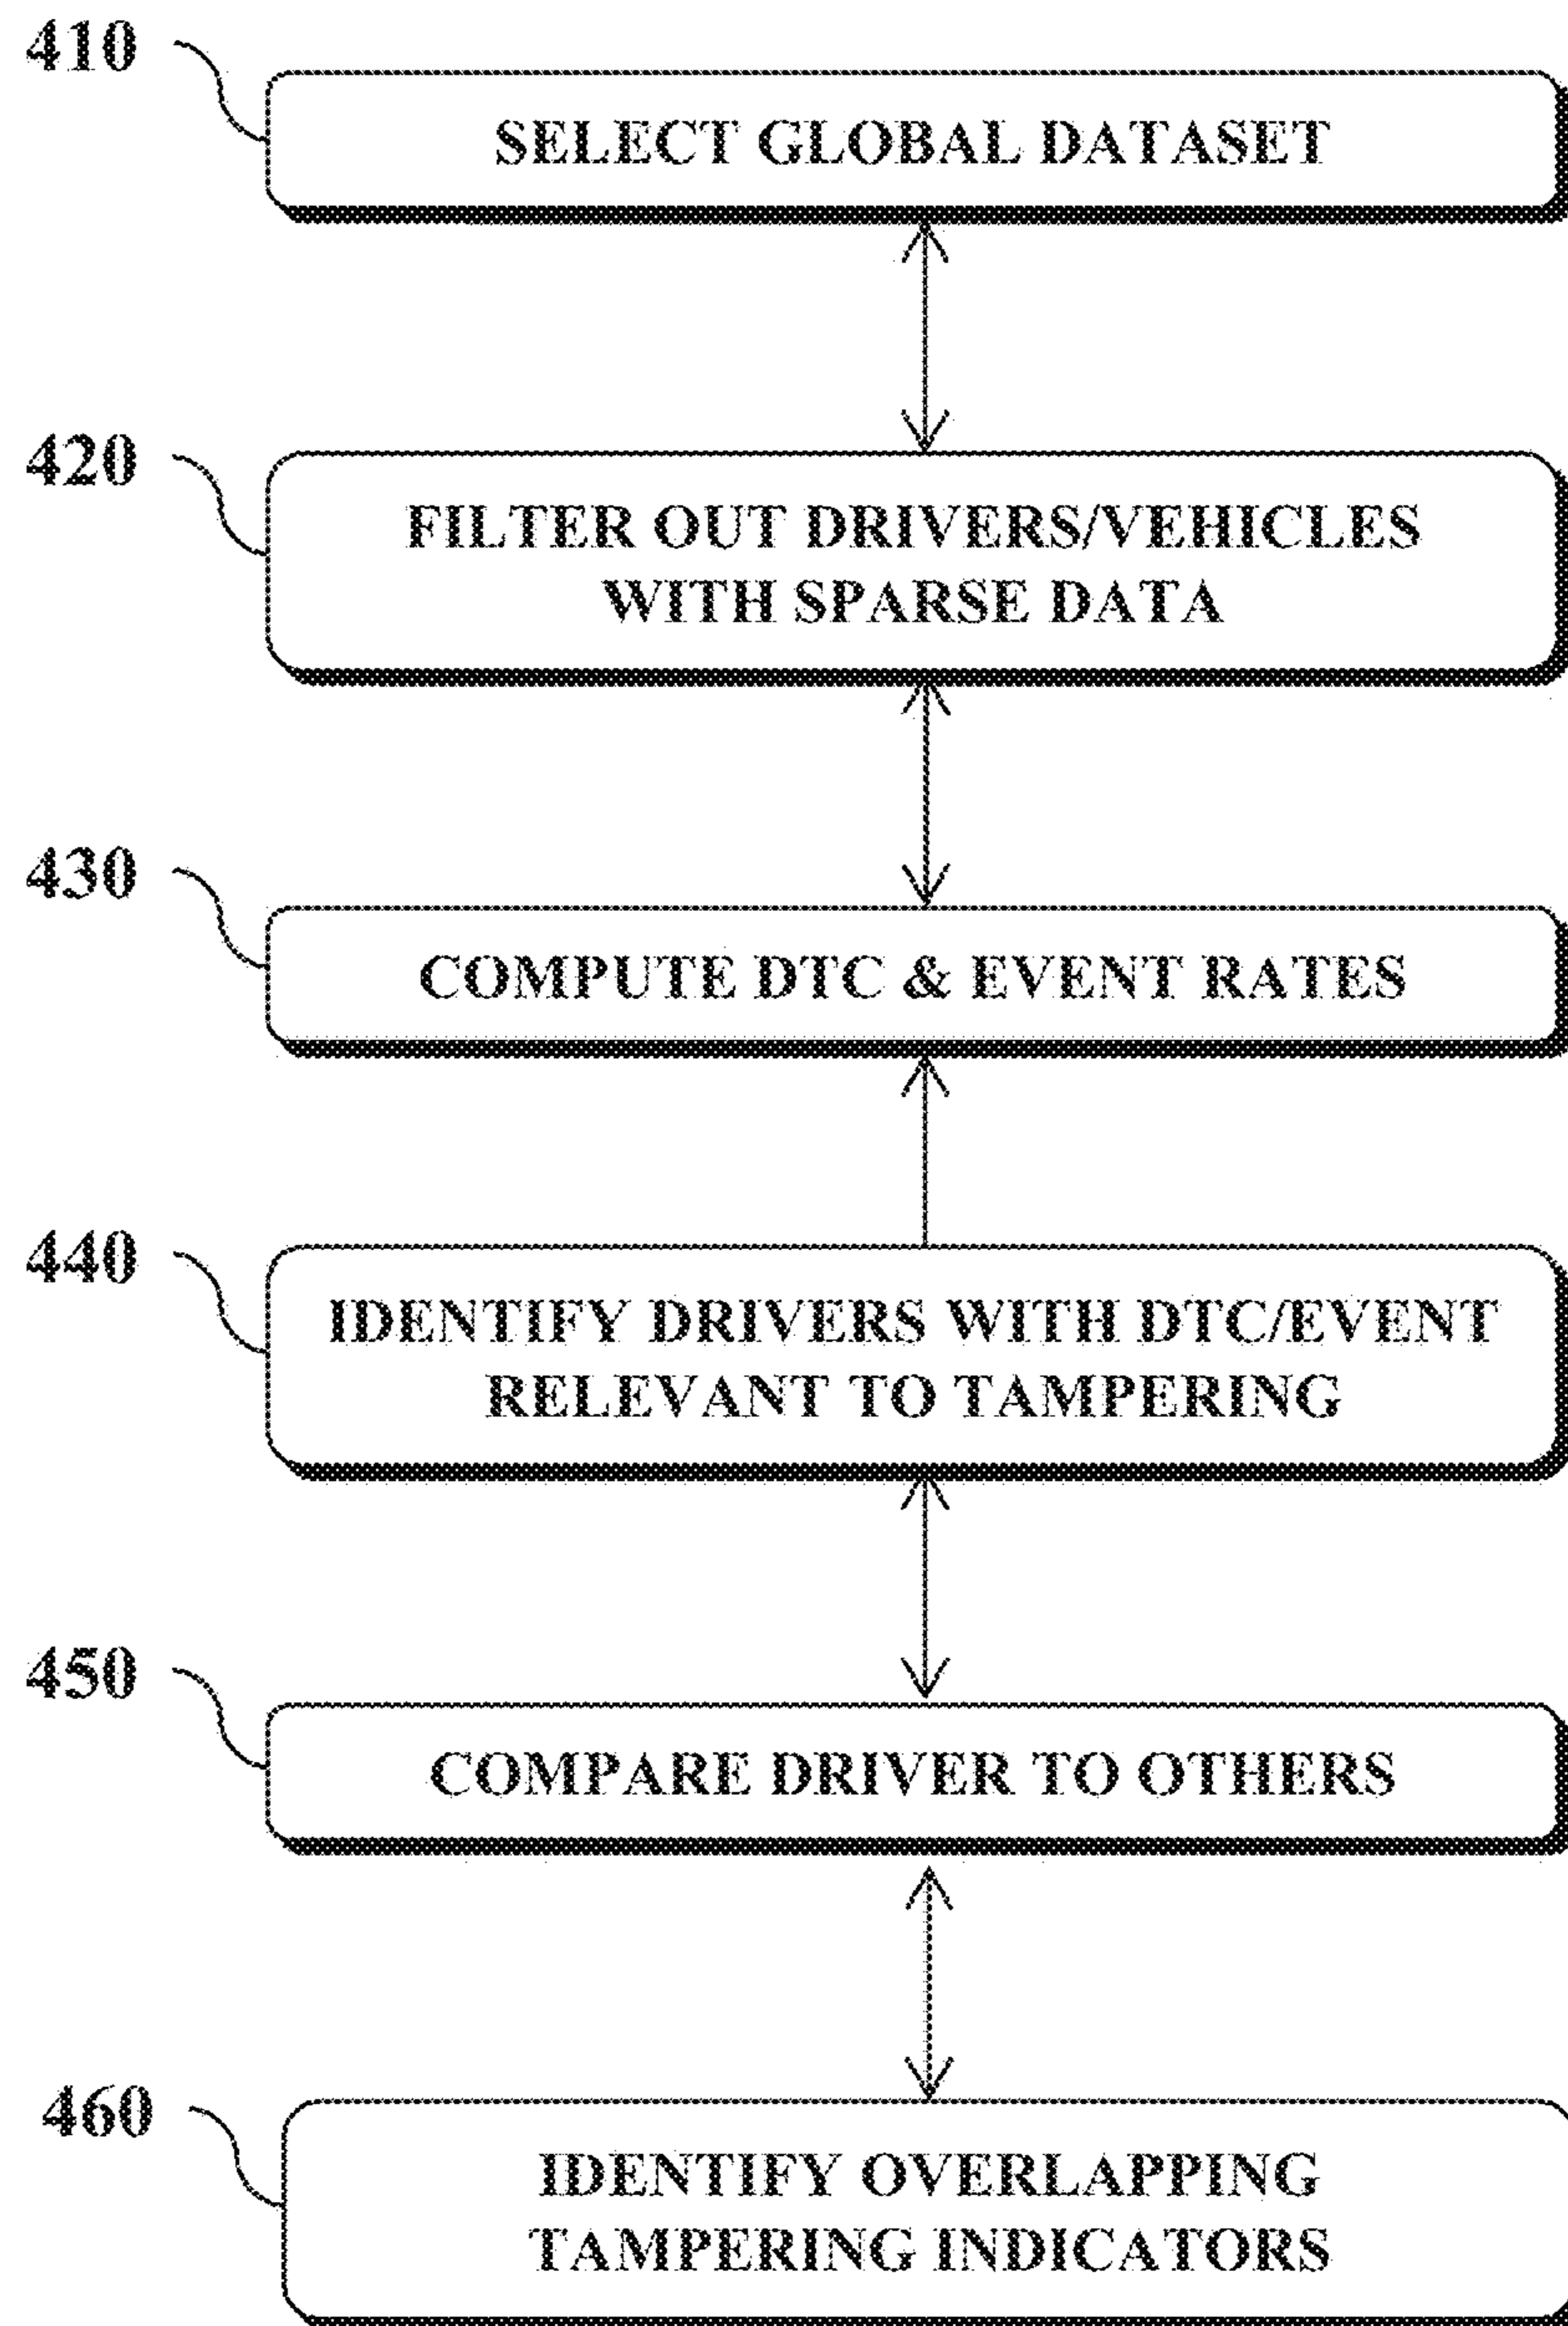 410
SELECT GLOBAL DATASET
420
FILTER OUT DRIVERS/VEHICLES
WITH SPARSE DATA
430
COMPUTE DTC & EVENT RATES
440
IDENTIFY DRIVERS WITH DTC/EVENT
RELEVANT TO TAMPERING
450
COMPARE DRIVER TO OTHERS
460
IDENTIFY OVERLAPPING
TAMPERING INDICATORS